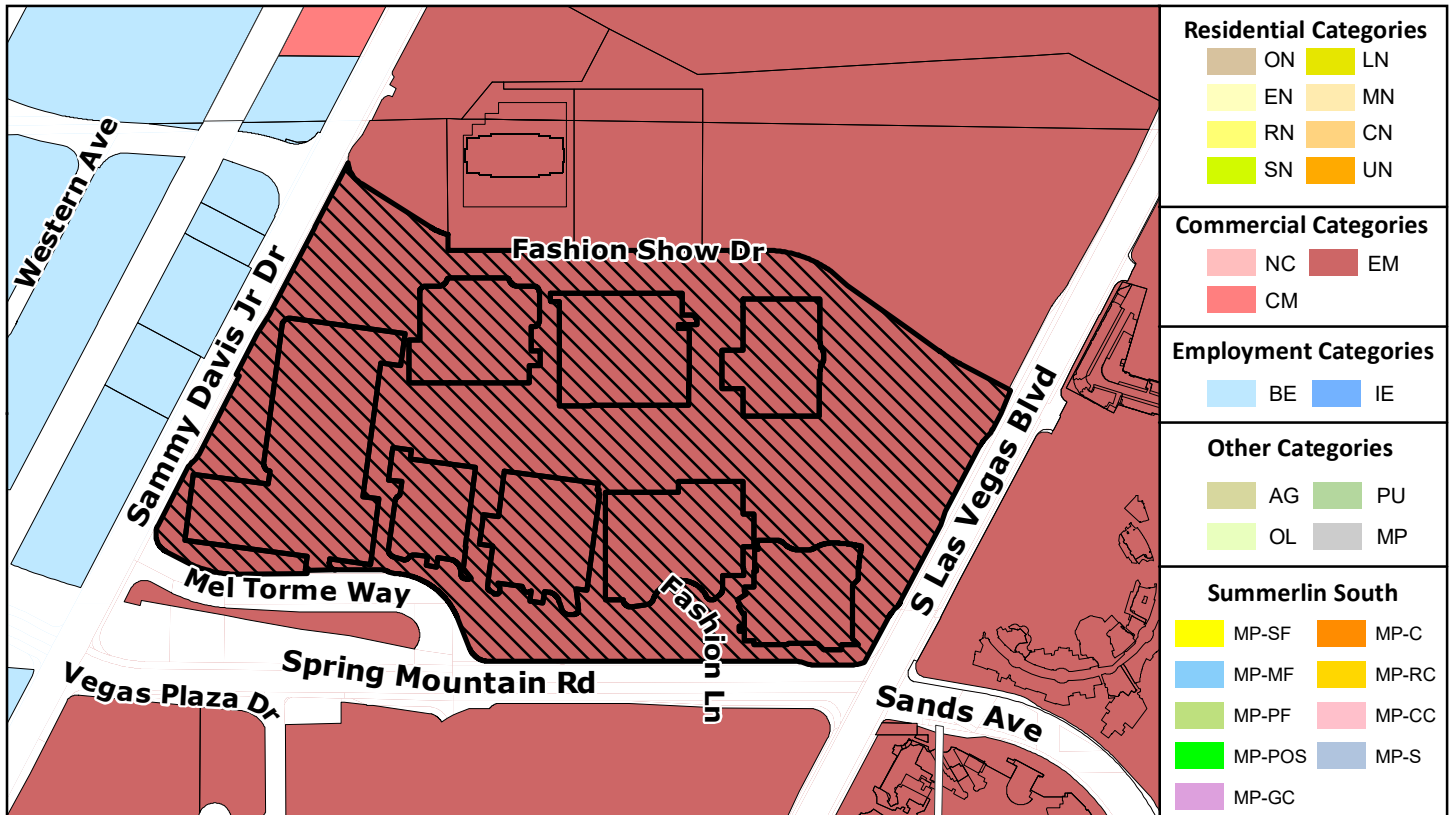 Western Ave
Sammy Davis Jr Dr
Fashion Show Dr
S Las Vegas Blvd
Mel Torme Way
Fashion Ln
Spring Mountain Rd
Vegas Plaza Dr
Sands Ave
Residential Categories
ON LN
EN MN
RN CN
SN UN
Commercial Categories
NC EM
CM
Employment Categories
BE IE
Other Categories
AG PU
OL MP
Summerlin South
MP-SF MP-C
MP-MF MP-RC
MP-PF MP-CC
MP-POS MP-S
MP-GC